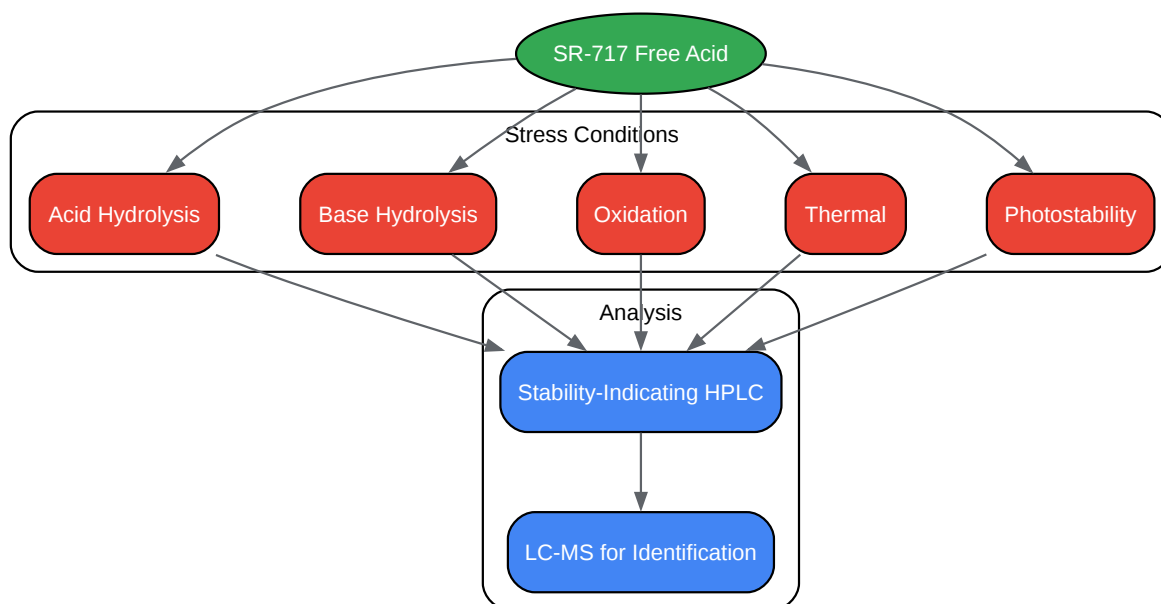 SR-717 Free Acid
Stress Conditions
Acid Hydrolysis
Base Hydrolysis
Oxidation
Thermal
Photostability
Analysis
Stability-Indicating HPLC
LC-MS for Identification